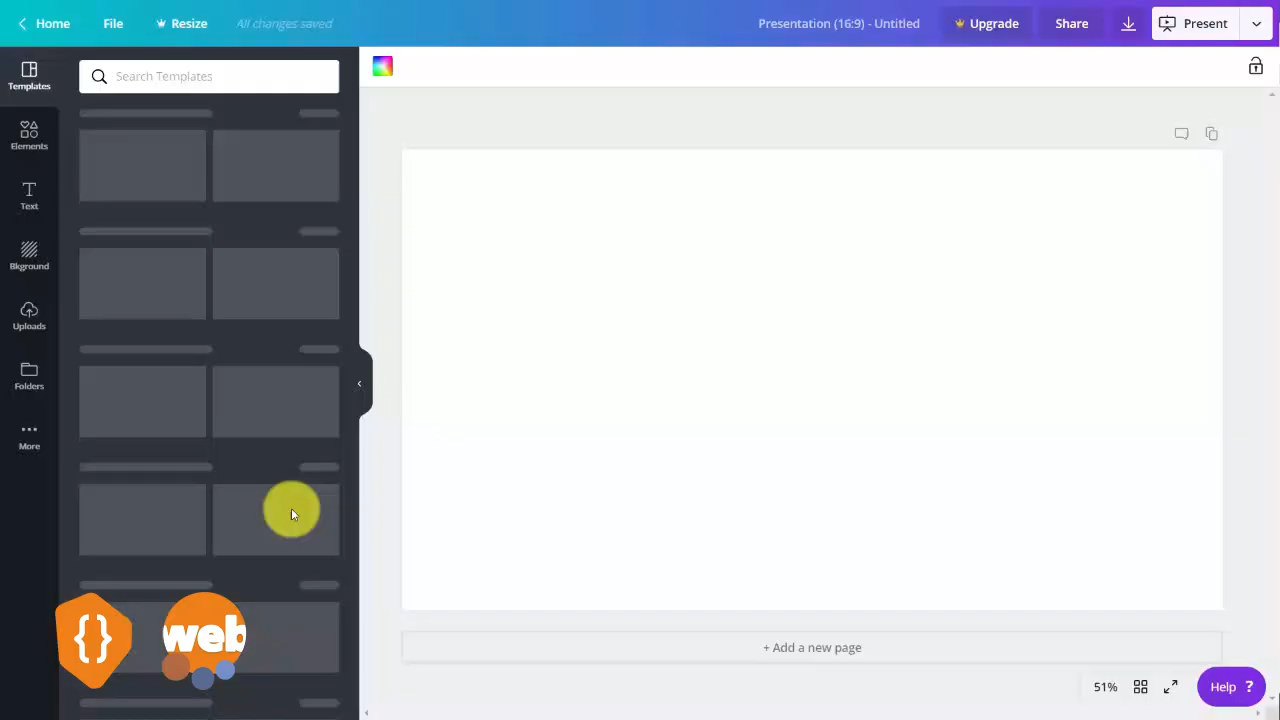 Home
File
Resize
All changes saved
Presentation (16:9) - Untitled
Upgrade
Share
Present
Templates
Search Templates
Elements
Text
Bkground
Uploads
Folders
More
{}
web
+ Add a new page
51%
Help ?